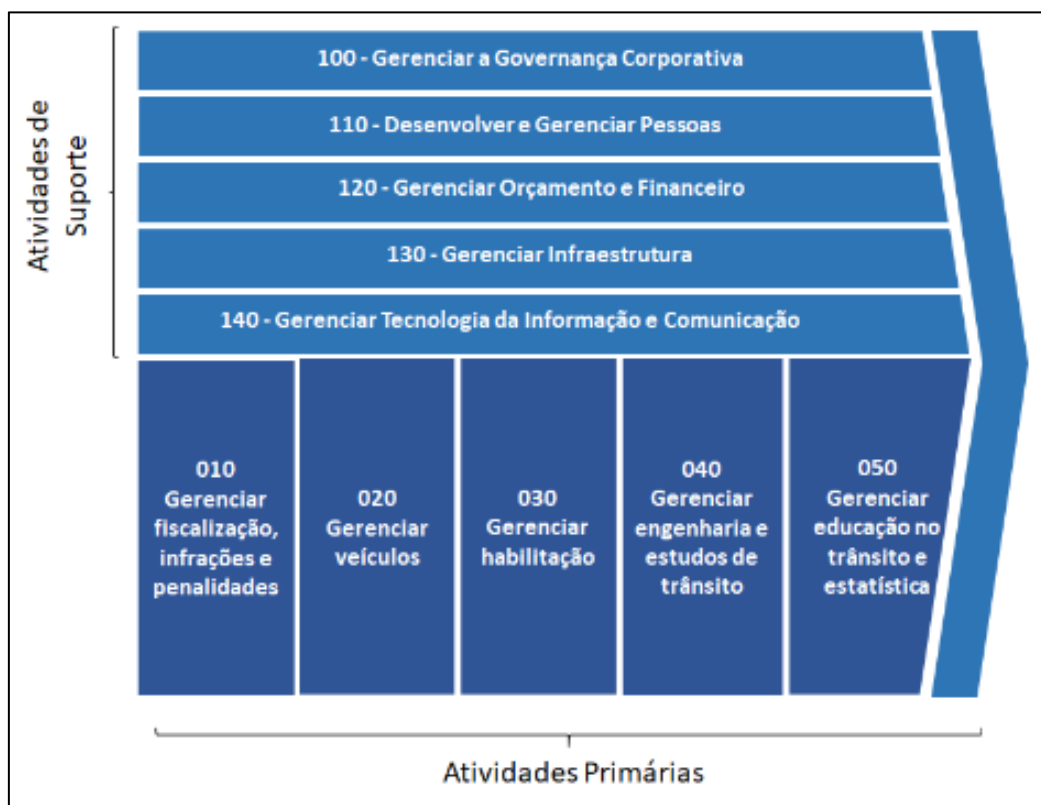 Atividades de
Suporte
100 - Gerenciar a Governança Corporativa
110 - Desenvolver e Gerenciar Pessoas
120 - Gerenciar Orçamento e Financeiro
130 - Gerenciar Infraestrutura
140 - Gerenciar Tecnologia da Informação e Comunicação
010
Gerenciar
fiscalização,
infrações e
penalidades
020
Gerenciar
veículos
030
Gerenciar
habilitação
040
Gerenciar
engenharia e
estudos de
trânsito
050
Gerenciar
educação no
trânsito e
estatística
Atividades Primárias